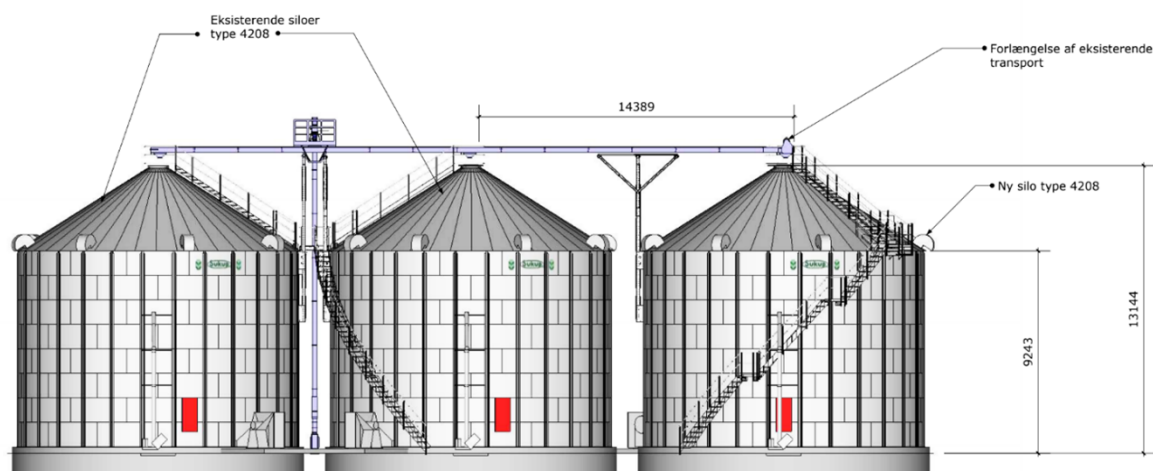 Eksisterende siloer
type 4208
Forlængelse af eksisterende
transport
14389
Ny silo type 4208
9243
13144